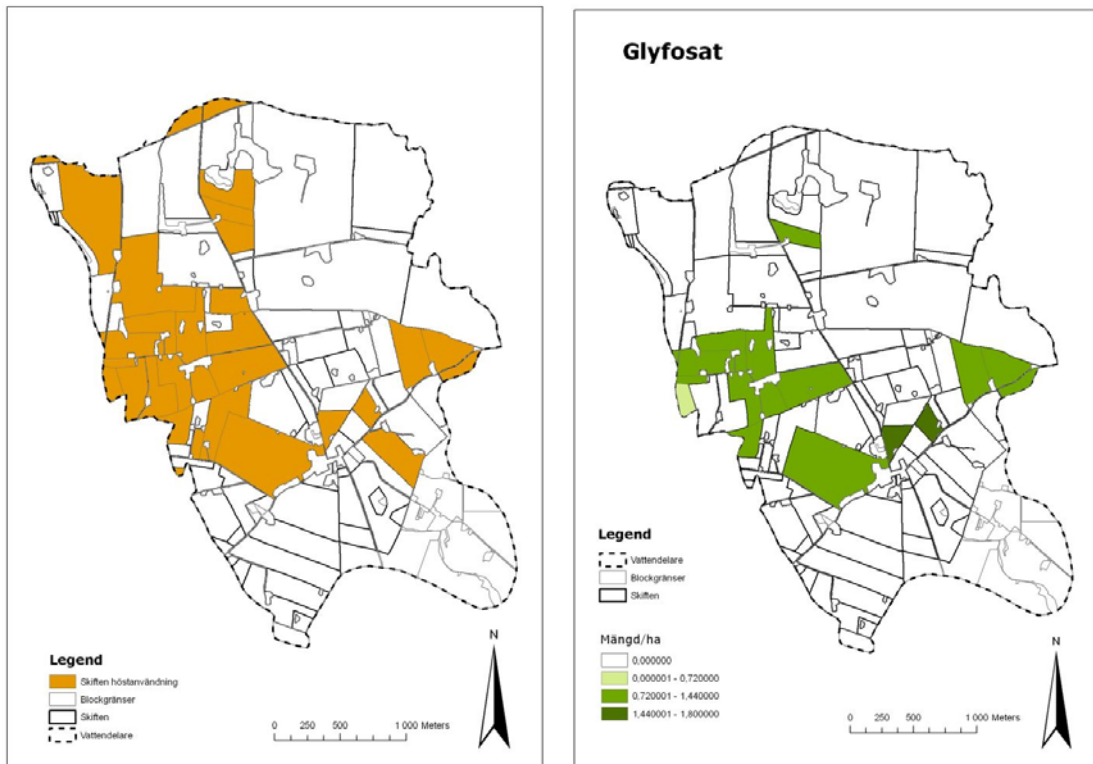 Legend
Skiften höstanvändning
Blockgränser
Skiften
Vattendelare
N
0 250 500 1 000 Meters
Glyfosat
Legend
Vattendelare
Blockgränser
Skiften
Mängd/ha
0,000000
0,000001 - 0,720000
0,720001 - 1,440000
1,440001 - 1,800000
N
0 250 500 1 000 Meters